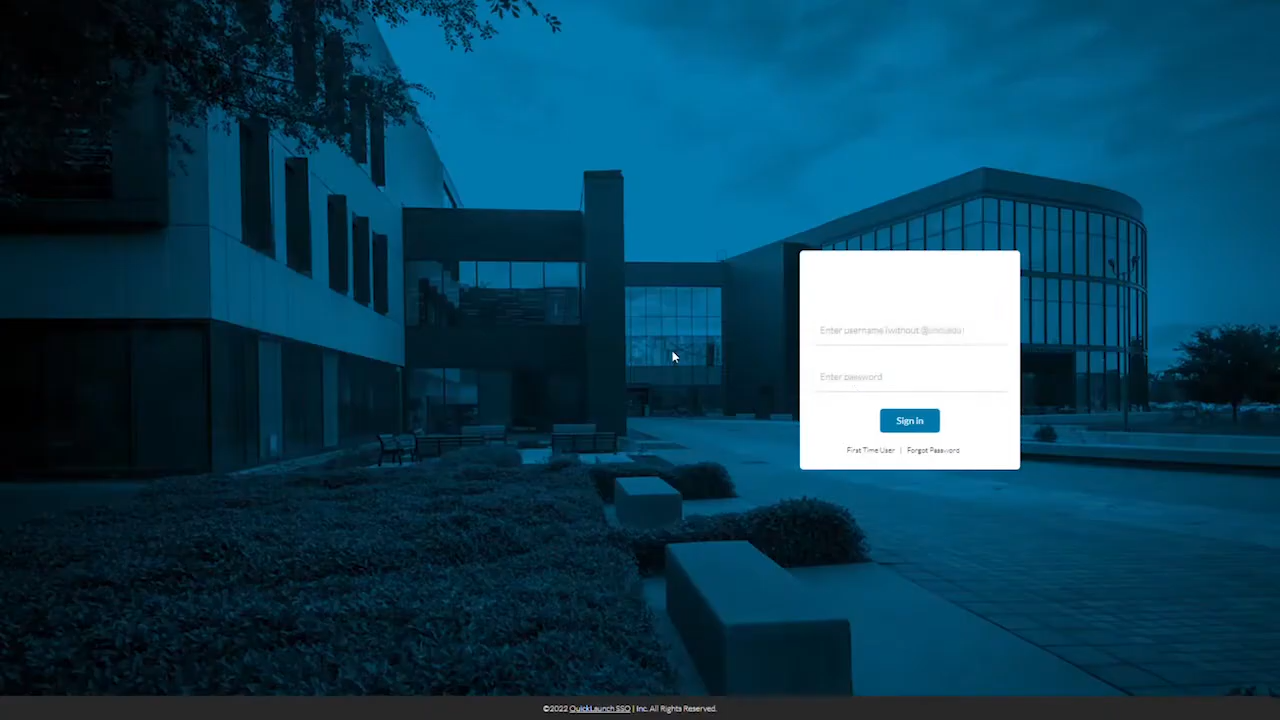 Enter username (without @
Enter password
Sign In
First Time User | Forgot Password
©2022 QuickLaunch SSO | Inc. All Rights Reserved.